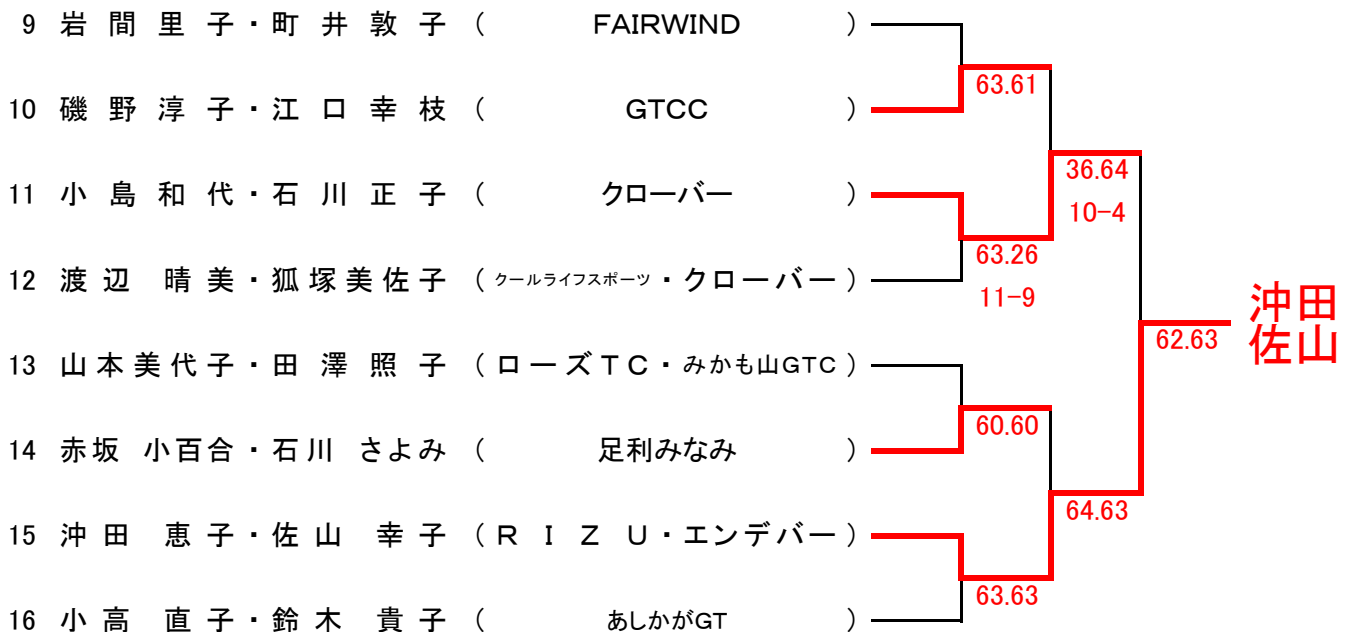 9 岩間里子・町井敦子 ( FAIRWIND )
63.61
10 磯野淳子・江口幸枝 ( GTCC )
36.64
11 小島和代・石川正子 ( クローバー )
10-4
63.26
12 渡辺 晴美・狐塚美佐子 ( クールライフスポーツ・クローバー )
11-9
沖田
62.63
佐山
13 山本美代子・田澤照子 ( ローズTC・みかも山GTC )
60.60
14 赤坂 小百合・石川 さよみ ( 足利みなみ )
64.63
15 沖田 恵子・佐山 幸子 ( RIZU・エンデバー )
63.63
16 小高 直子・鈴木 貴子 ( あしかがGT )